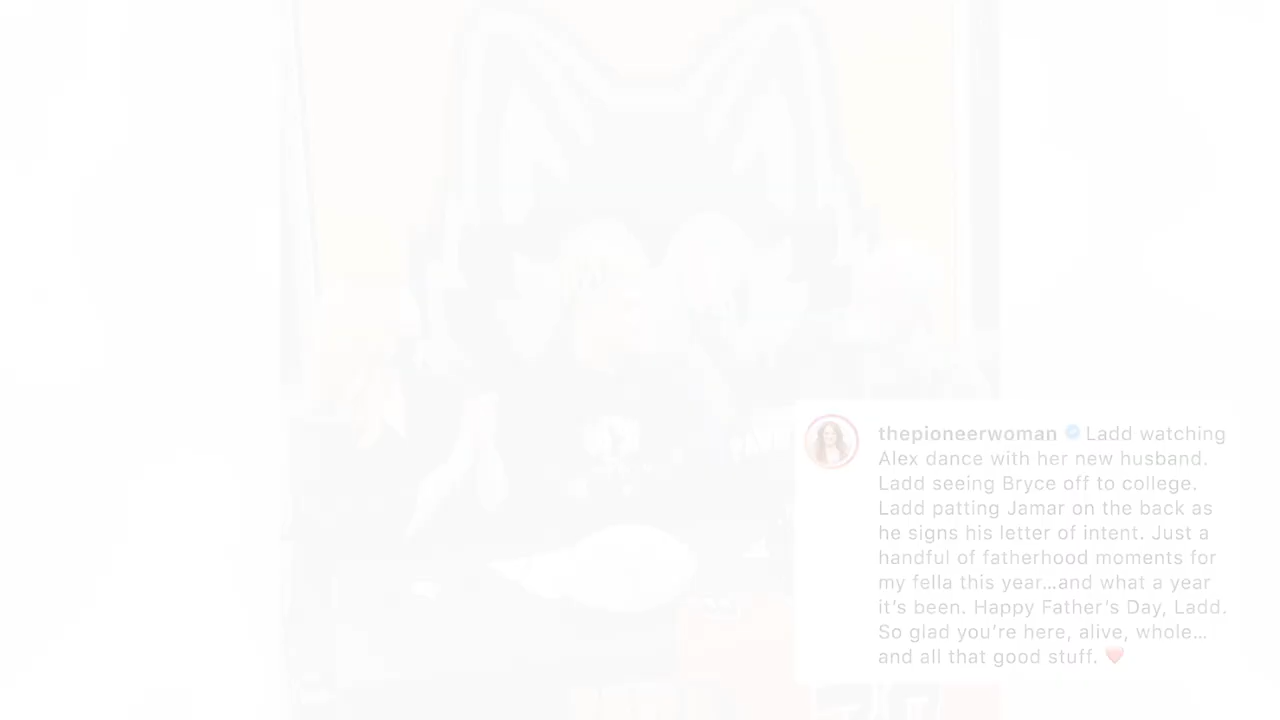 thepioneerwoman Ladd watching
Alex dance with her new husband.
Ladd seeing Bryce off to college.
Ladd patting Jamar on the back as
he signs his letter of intent. Just a
handful of fatherhood moments for
my fella this year...and what a year
it's been. Happy Father's Day, Ladd.
So glad you're here, alive, whole...
and all that good stuff. ❤️